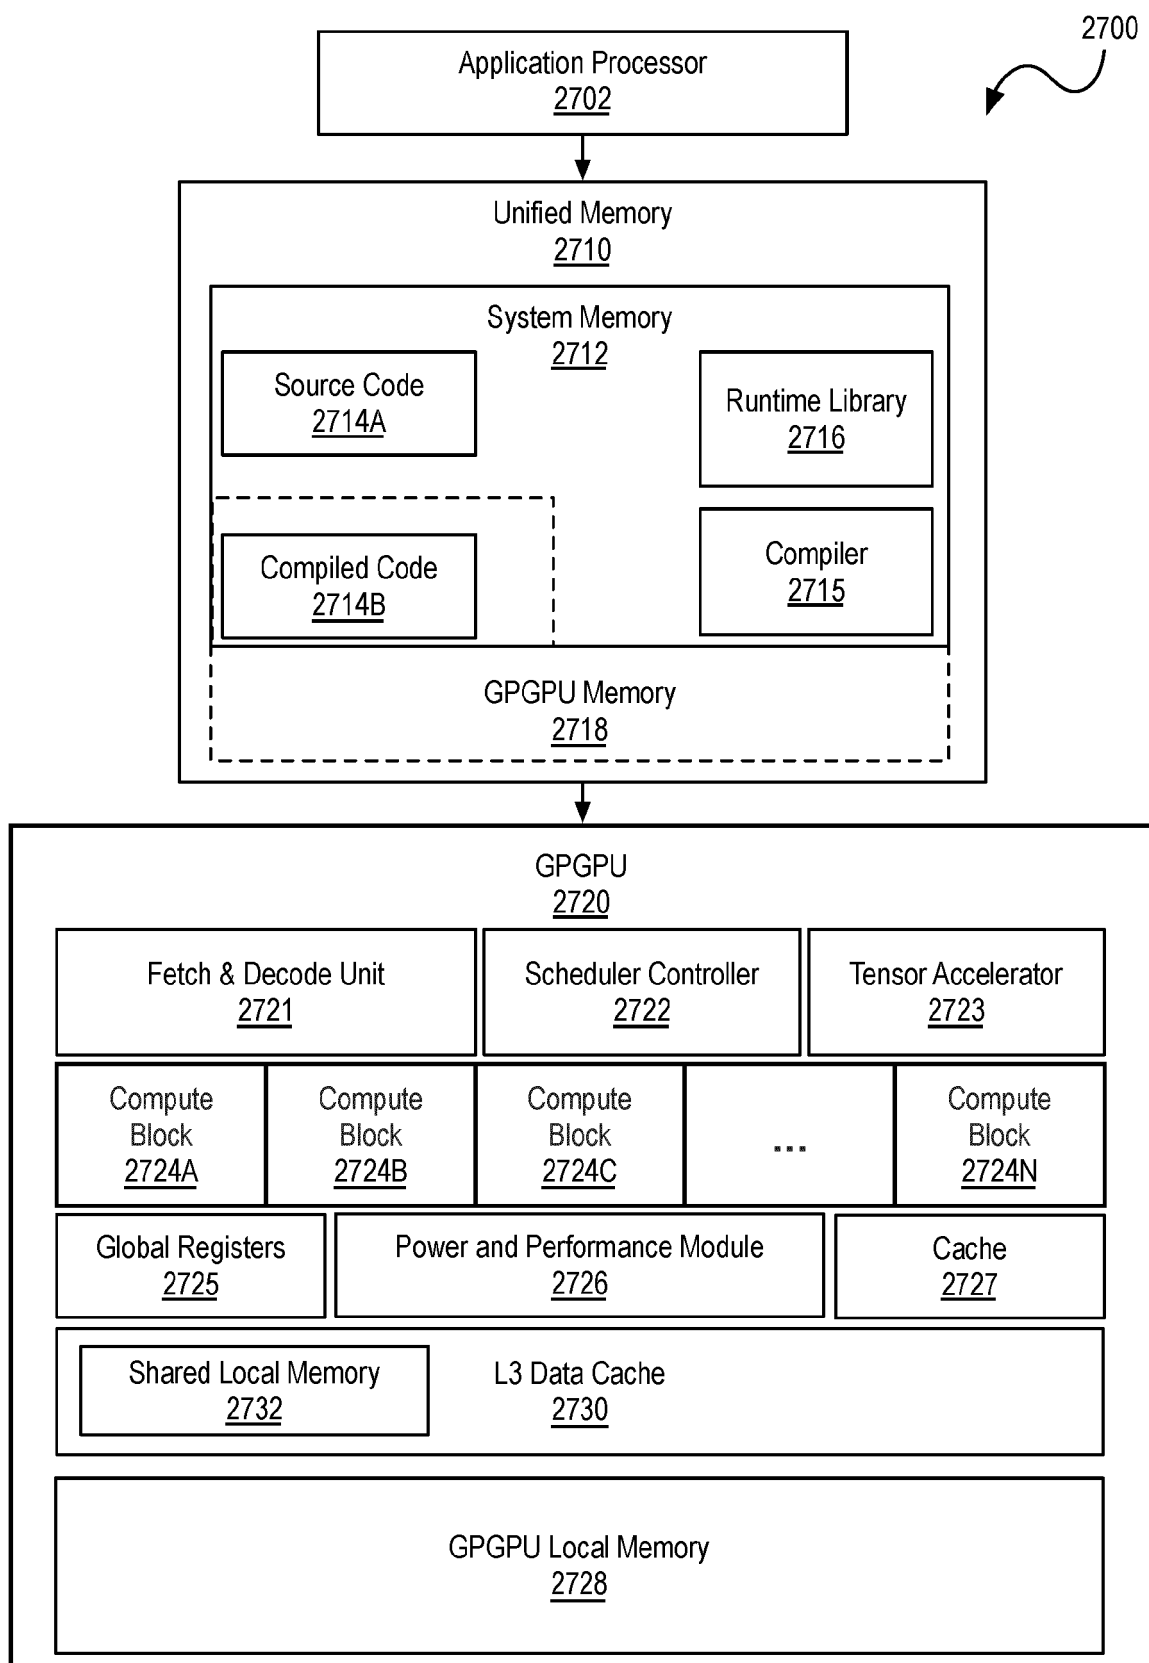 2700
Application Processor
2702
Unified Memory
2710
System Memory
2712
Source Code
2714A
Runtime Library
2716
Compiled Code
2714B
Compiler
2715
GPGPU Memory
2718
GPGPU
2720
Fetch & Decode Unit
2721
Scheduler Controller
2722
Tensor Accelerator
2723
Compute
Block
2724A
Compute
Block
2724B
Compute
Block
2724C
...
Compute
Block
2724N
Global Registers
2725
Power and Performance Module
2726
Cache
2727
Shared Local Memory
2732
L3 Data Cache
2730
GPGPU Local Memory
2728